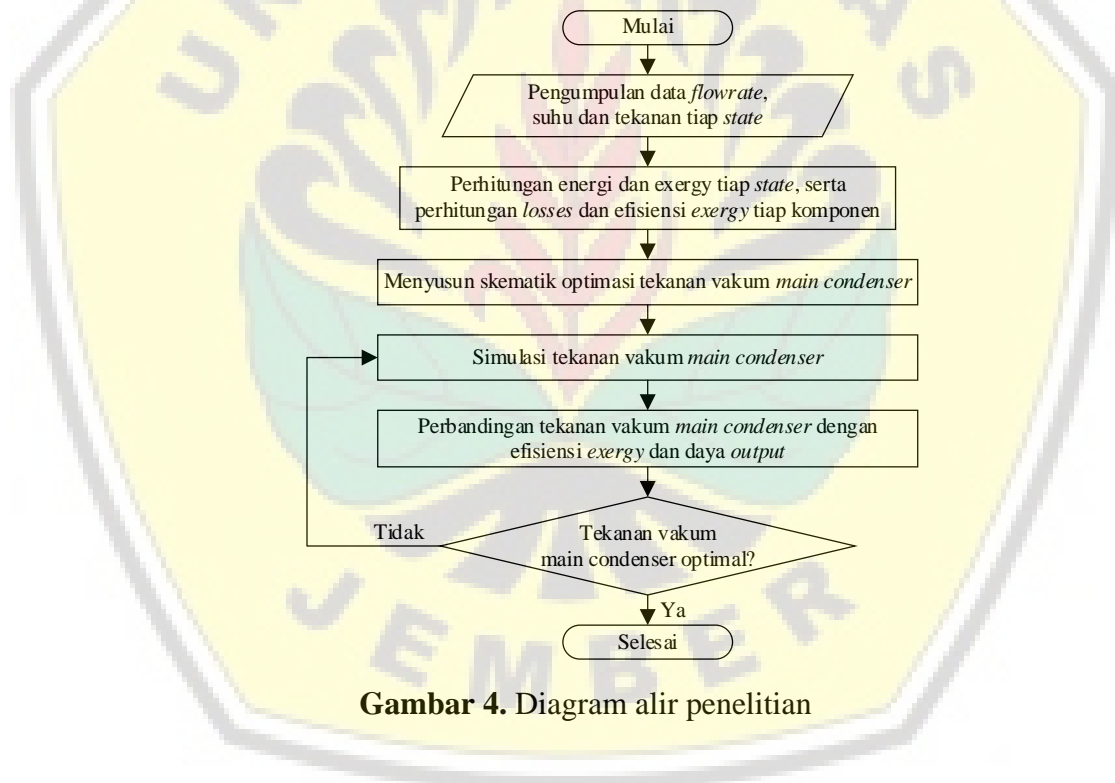 UNIVERSITAS
Mulai
Pengumpulan data flowrate,
suhu dan tekanan tiap state
Perhitungan energi dan exergy tiap state, serta
perhitungan losses dan efisiensi exergy tiap komponen
Menyusun skematik optimasi tekanan vakum main condenser
Simulasi tekanan vakum main condenser
Perbandingan tekanan vakum main condenser dengan
efisiensi exergy dan daya output
Tidak
Tekanan vakum
main condenser optimal?
Ya
Selesai
JEMBER
Gambar 4. Diagram alir penelitian